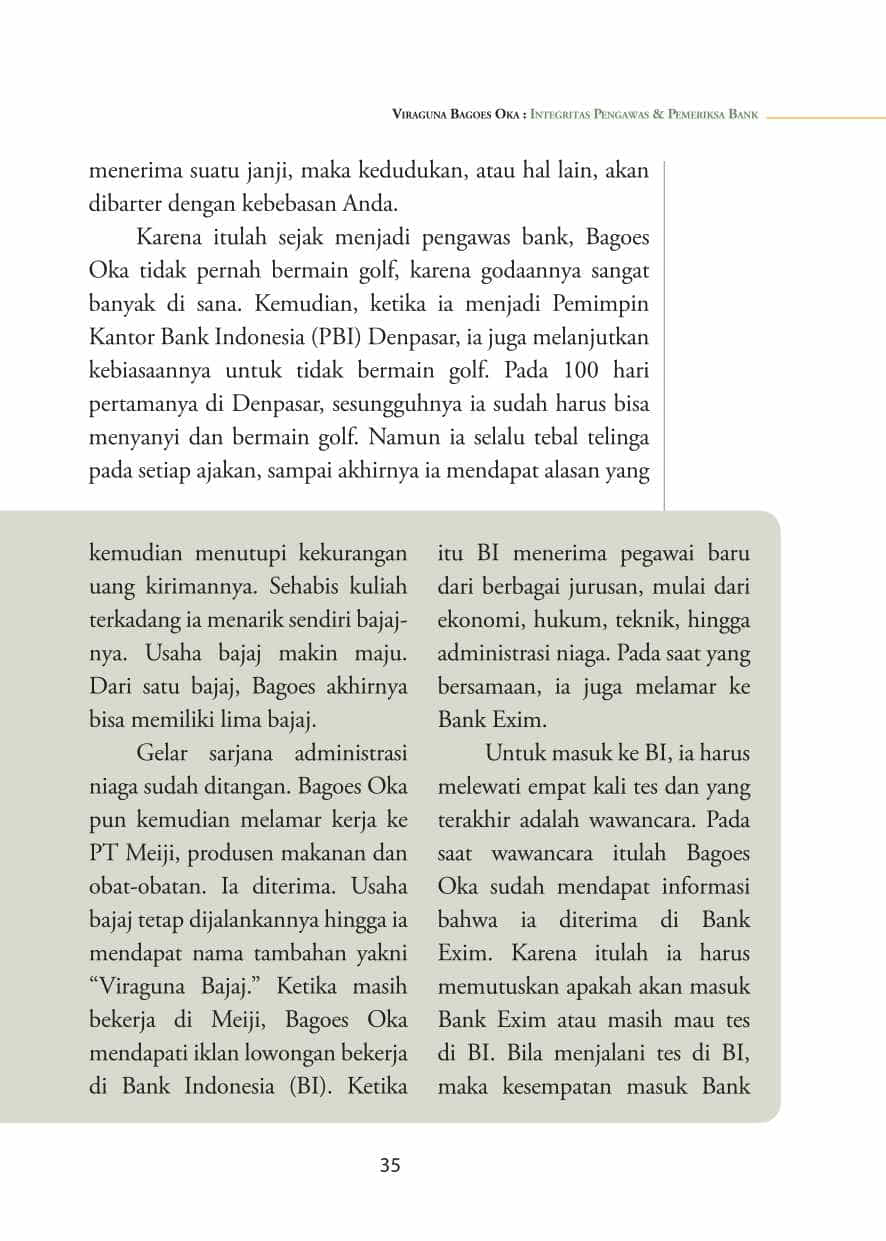 Viraguna Bagoes Oka : Integritas Pengawas & Pemeriksa Bank
menerima suatu janji, maka kedudukan, atau hal lain, akan
dibarter dengan kebebasan Anda.
Karena itulah sejak menjadi pengawas bank, Bagoes
Oka tidak pernah bermain golf, karena godaannya sangat
banyak di sana. Kemudian, ketika ia menjadi Pemimpin
Kantor Bank Indonesia (PBI) Denpasar, ia juga melanjutkan
kebiasaannya untuk tidak bermain golf. Pada 100 hari
pertamanya di Denpasar, sesungguhnya ia sudah harus bisa
menyanyi dan bermain golf. Namun ia selalu tebal telinga
pada setiap ajakan, sampai akhirnya ia mendapat alasan yang
kemudian menutupi kekurangan
uang kirimannya. Sehabis kuliah
terkadang ia menarik sendiri bajaj-
nya. Usaha bajaj makin maju.
Dari satu bajaj, Bagoes akhirnya
bisa memiliki lima bajaj.
Gelar sarjana administrasi
niaga sudah ditangan. Bagoes Oka
pun kemudian melamar kerja ke
PT Meiji, produsen makanan dan
obat-obatan. Ia diterima. Usaha
bajaj tetap dijalankannya hingga ia
mendapat nama tambahan yakni
“Viraguna Bajaj.” Ketika masih
bekerja di Meiji, Bagoes Oka
mendapati iklan lowongan bekerja
di Bank Indonesia (BI). Ketika
itu BI menerima pegawai baru
dari berbagai jurusan, mulai dari
ekonomi, hukum, teknik, hingga
administrasi niaga. Pada saat yang
bersamaan, ia juga melamar ke
Bank Exim.
Untuk masuk ke BI, ia harus
melewati empat kali tes dan yang
terakhir adalah wawancara. Pada
saat wawancara itulah Bagoes
Oka sudah mendapat informasi
bahwa ia diterima di Bank
Exim. Karena itulah ia harus
memutuskan apakah akan masuk
Bank Exim atau masih mau tes
di BI. Bila menjalani tes di BI,
maka kesempatan masuk Bank
35